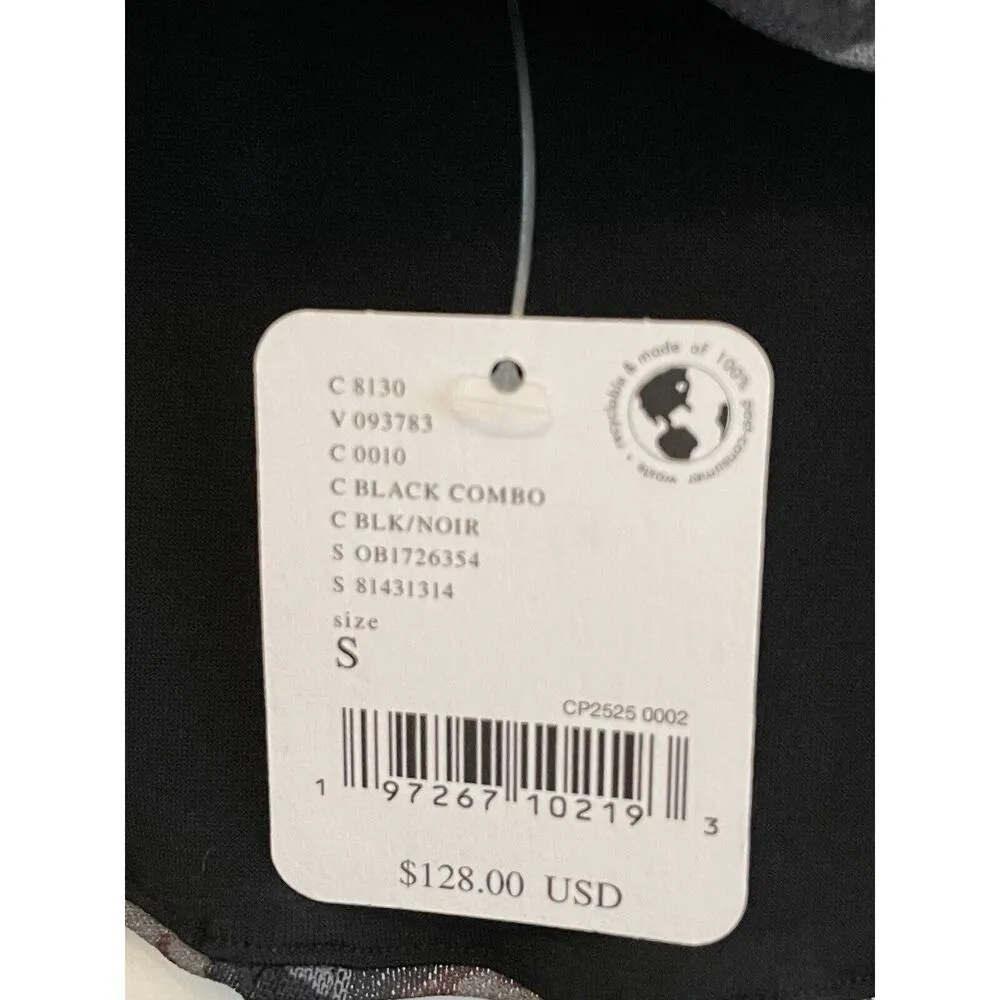 C 8130
V 093783
C 0010
C BLACK COMBO
C BLK/NOIR
S OB1726354
S 81431314
size
S
recyclable & made of 100% post-consumer waste •
CP2525 0002
1 97267 10219 3
$128.00 USD